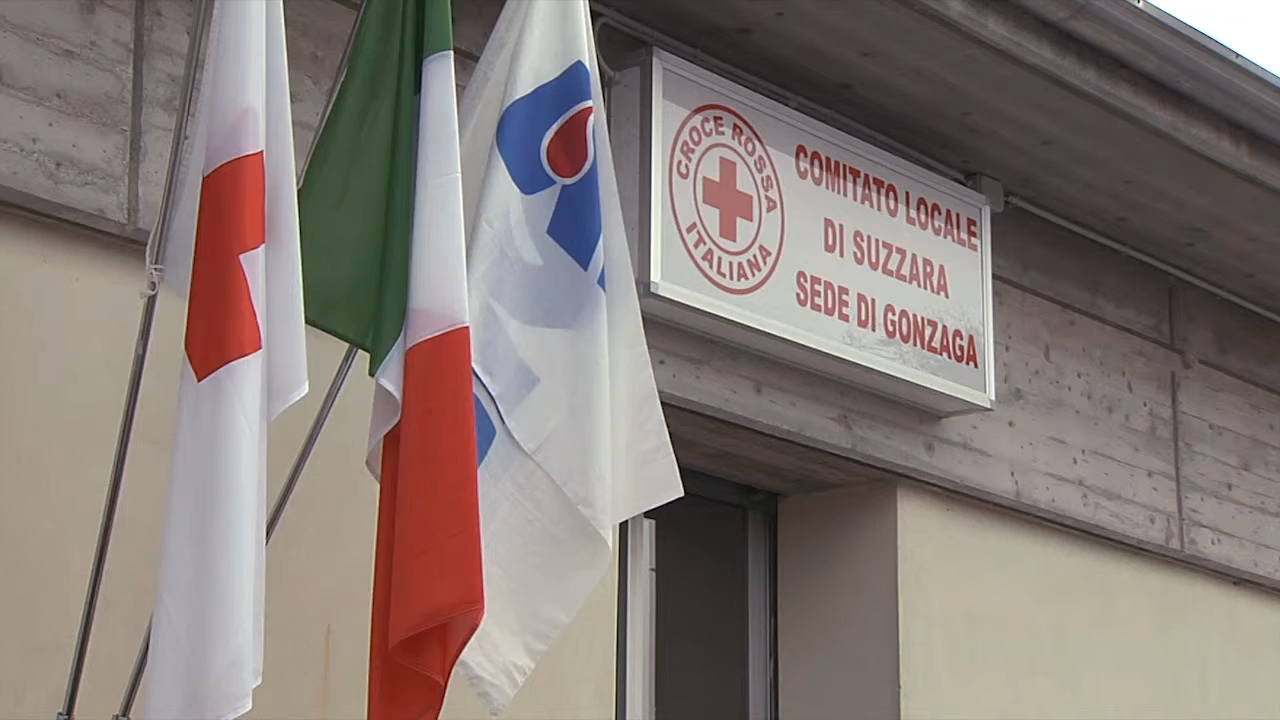 CROCE ROSSA
ITALIANA
COMITATO LOCALE
DI SUZZARA
SEDE DI GONZAGA